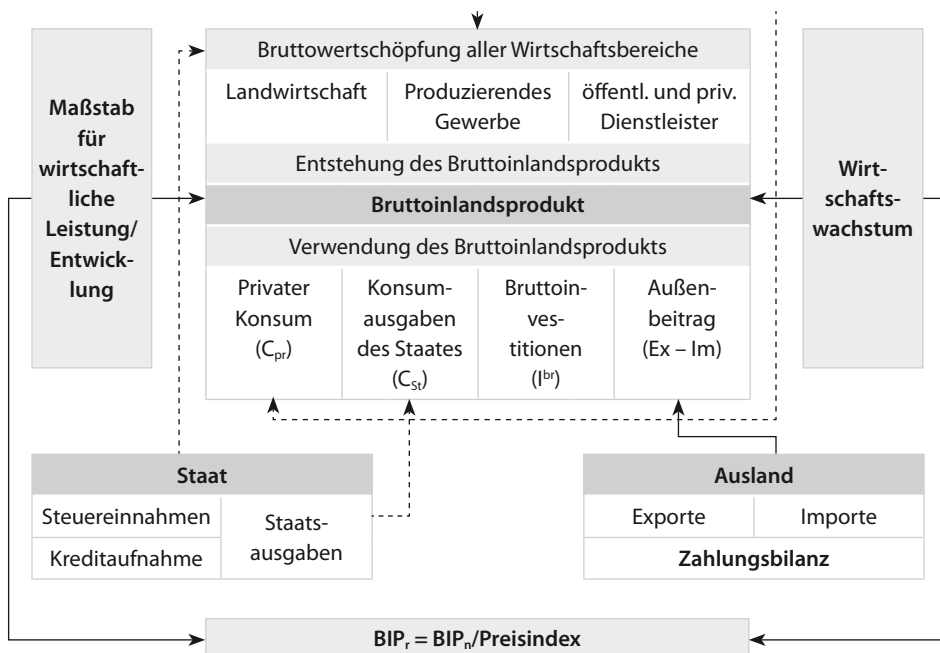 Bruttowertschöpfung aller Wirtschaftsbereiche
Landwirtschaft
Produzierendes
Gewerbe
öffentl. und priv.
Dienstleister
Entstehung des Bruttoinlandsprodukts
Bruttoinlandsprodukt
Verwendung des Bruttoinlandsprodukts
Privater
Konsum
(Cpr)
Konsum-
ausgaben
des Staates
(CSt)
Bruttoin-
ves-
titionen
(Ibr)
Außen-
beitrag
(Ex – Im)
Maßstab
für
wirtschaft-
liche
Leistung/
Entwick-
lung
Wirt-
schafts-
wachstum
Staat
Steuereinnahmen
Kreditaufnahme
Staats-
ausgaben
Ausland
Exporte
Importe
Zahlungsbilanz
BIPr = BIPn/Preisindex